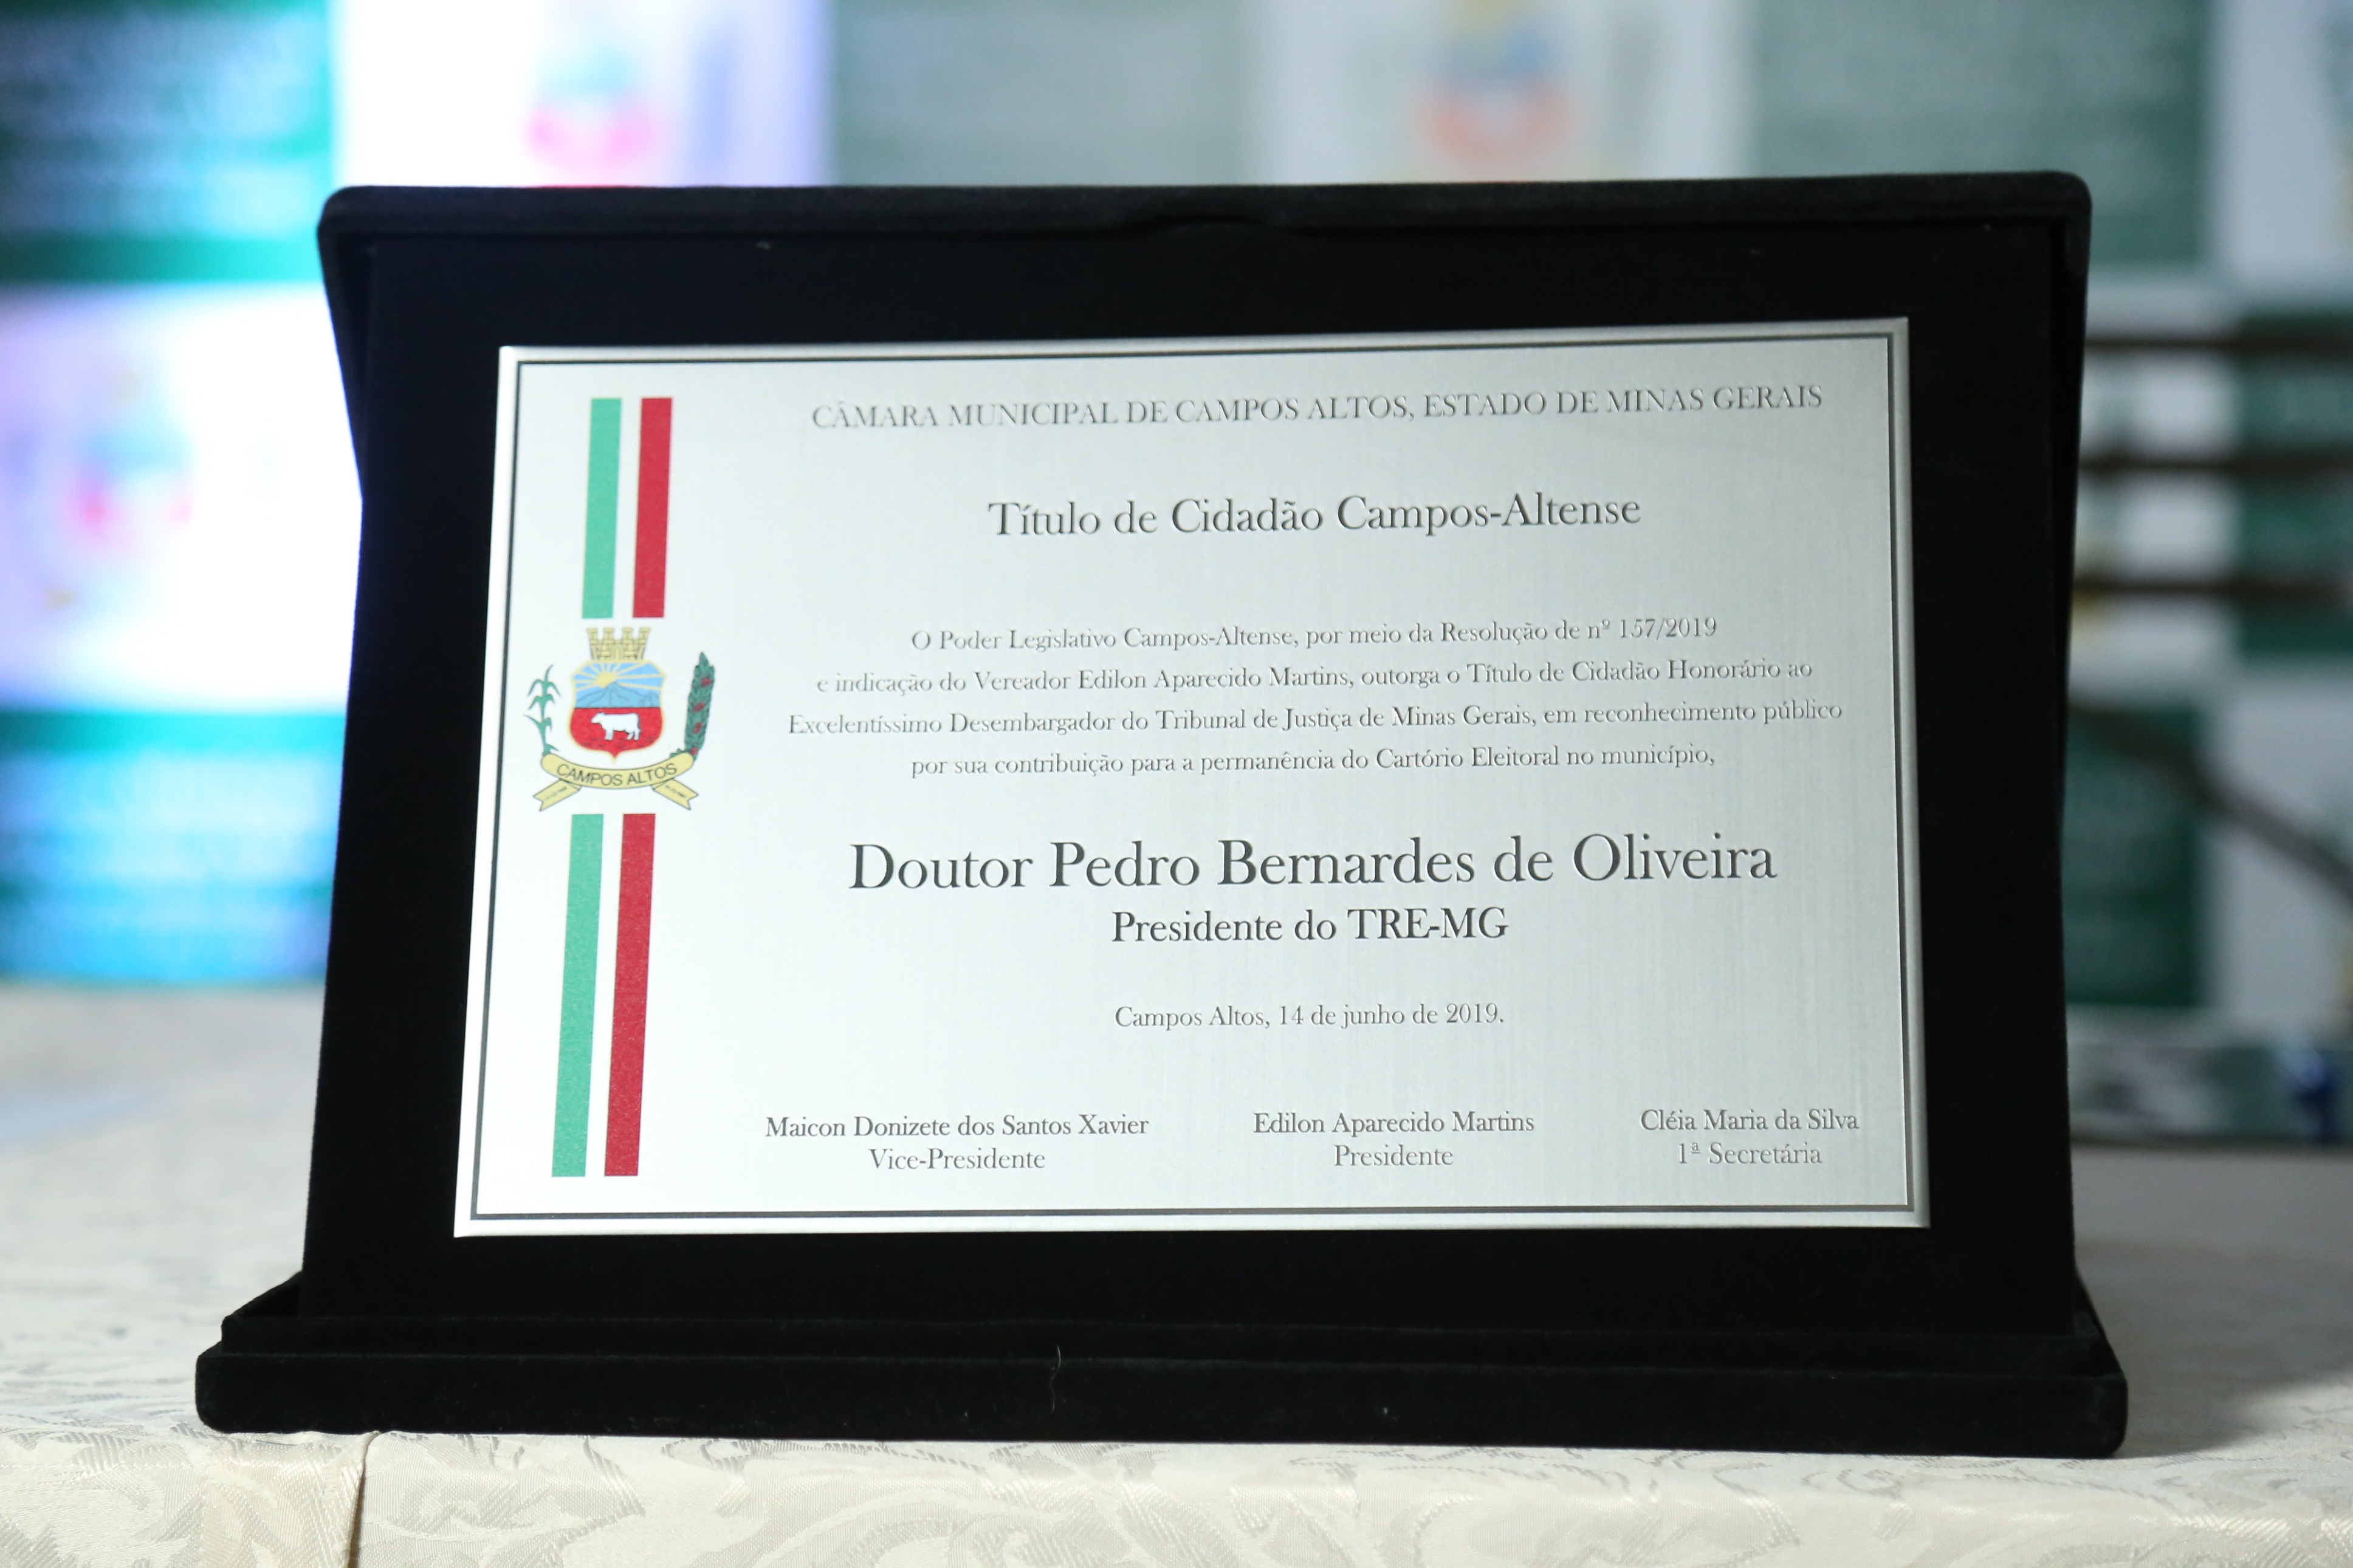 CÂMARA MUNICIPAL DE CAMPOS ALTOS, ESTADO DE MINAS GERAIS
Título de Cidadão Campos-Altense
O Poder Legislativo Campos-Altense, por meio da Resolução de nº 157/2019
e indicação do Vereador Edilon Aparecido Martins, outorga o Título de Cidadão Honorário ao
Excelentíssimo Desembargador do Tribunal de Justiça de Minas Gerais, em reconhecimento público
por sua contribuição para a permanência do Cartório Eleitoral no município,
CAMPOS ALTOS
Doutor Pedro Bernardes de Oliveira
Presidente do TRE-MG
Campos Altos, 14 de junho de 2019.
Maicon Donizete dos Santos Xavier
Vice-Presidente
Edilon Aparecido Martins
Presidente
Cléia Maria da Silva
1ª Secretária